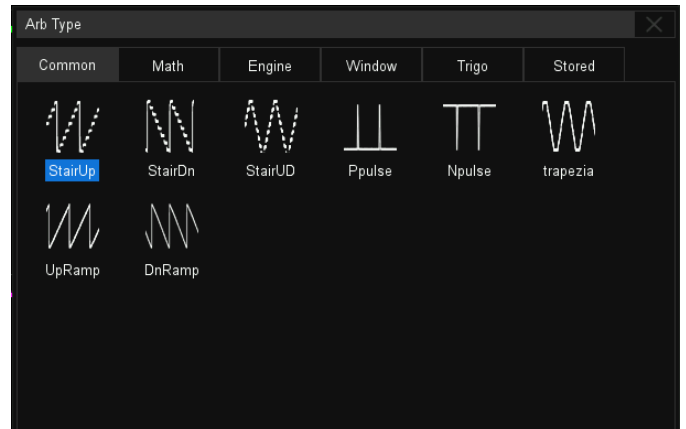 Arb Type
Common Math Engine Window Trigo Stored
StairUp StairDn StairUD Ppulse Npulse trapezia
UpRamp DnRamp